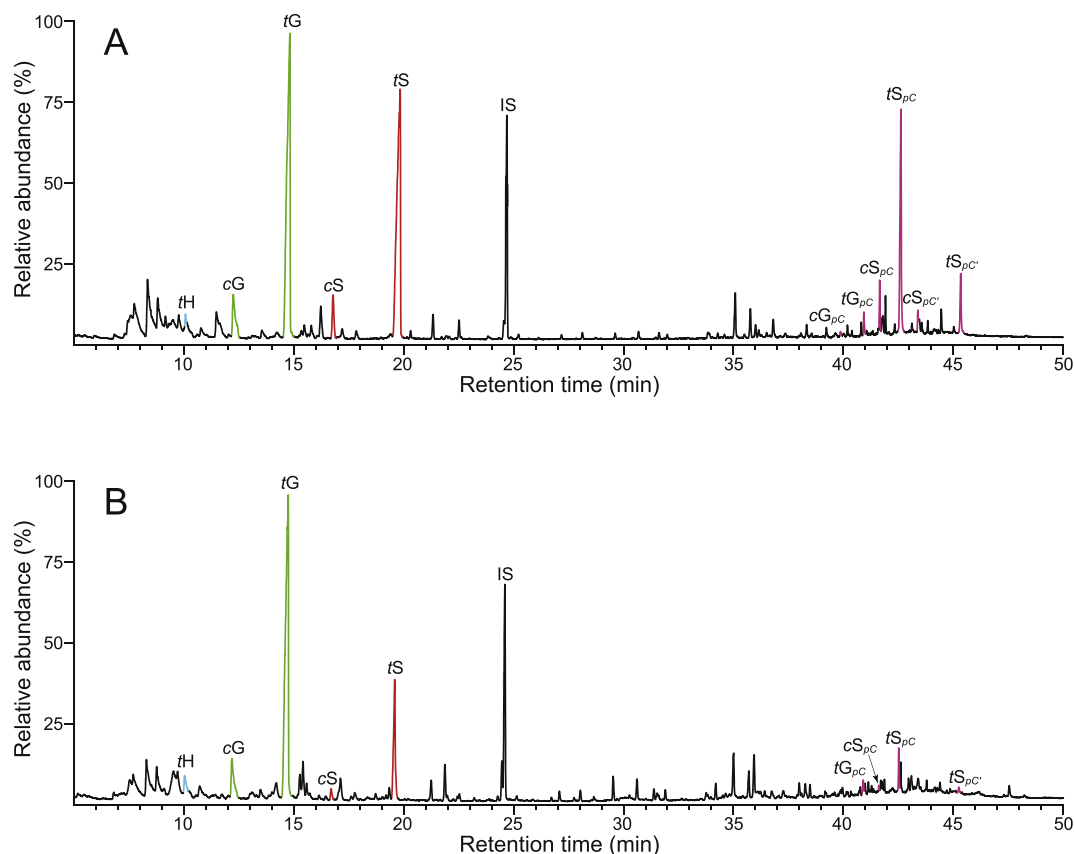 A
100
75
50
25
Relative abundance (%)
tH
cG
tG
cS
tS
IS
cGpC
tGpC
cSpC
tSpC
cSpC'
tSpC'
10 15 20 25 30 35 40 45 50
Retention time (min)
B
100
75
50
25
Relative abundance (%)
tH
cG
tG
cS
tS
IS
tGpC
cSpC
tSpC
tSpC'
10 15 20 25 30 35 40 45 50
Retention time (min)